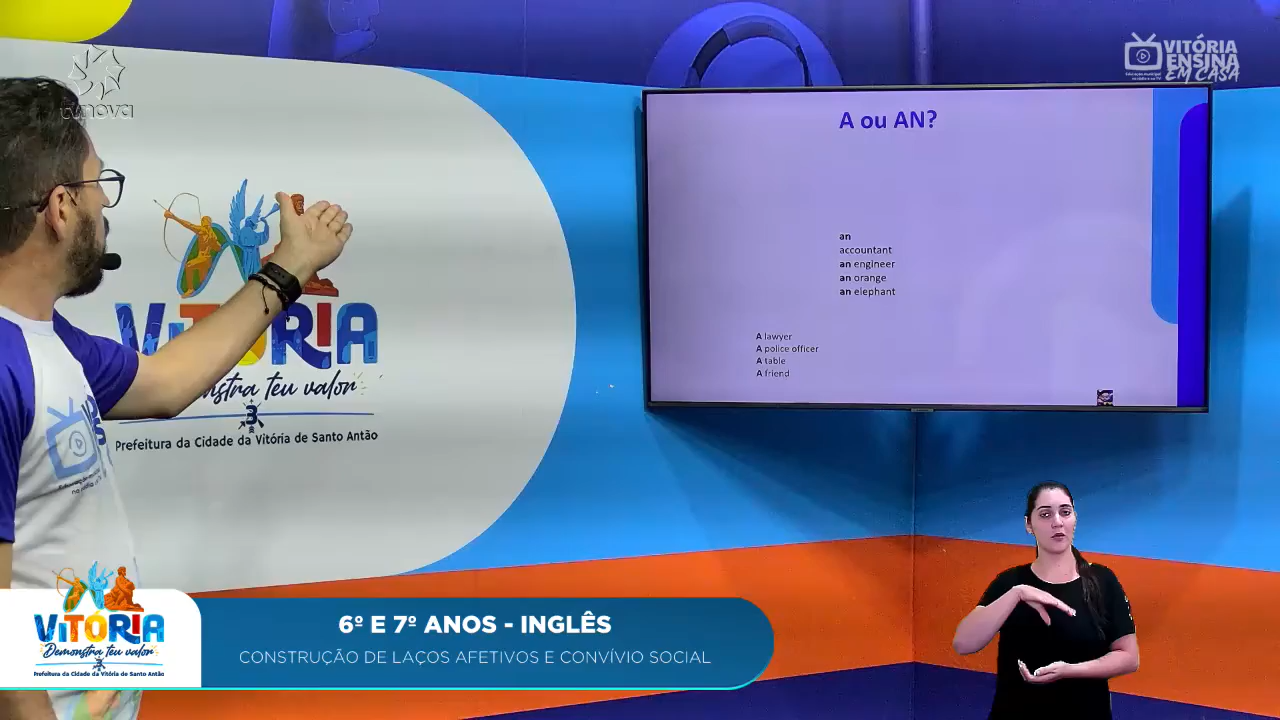 tvnova
VITÓRIA
ENSINA
EM CASA
A ou AN?
an
accountant
an engineer
an orange
an elephant
A lawyer
A police officer
A table
A friend
VITÓRIA
Demonstra teu valor
Prefeitura da Cidade da Vitória de Santo Antão
6º E 7º ANOS - INGLÊS
CONSTRUÇÃO DE LAÇOS AFETIVOS E CONVÍVIO SOCIAL
VITÓRIA
Demonstra teu valor
Prefeitura da Cidade da Vitória de Santo Antão